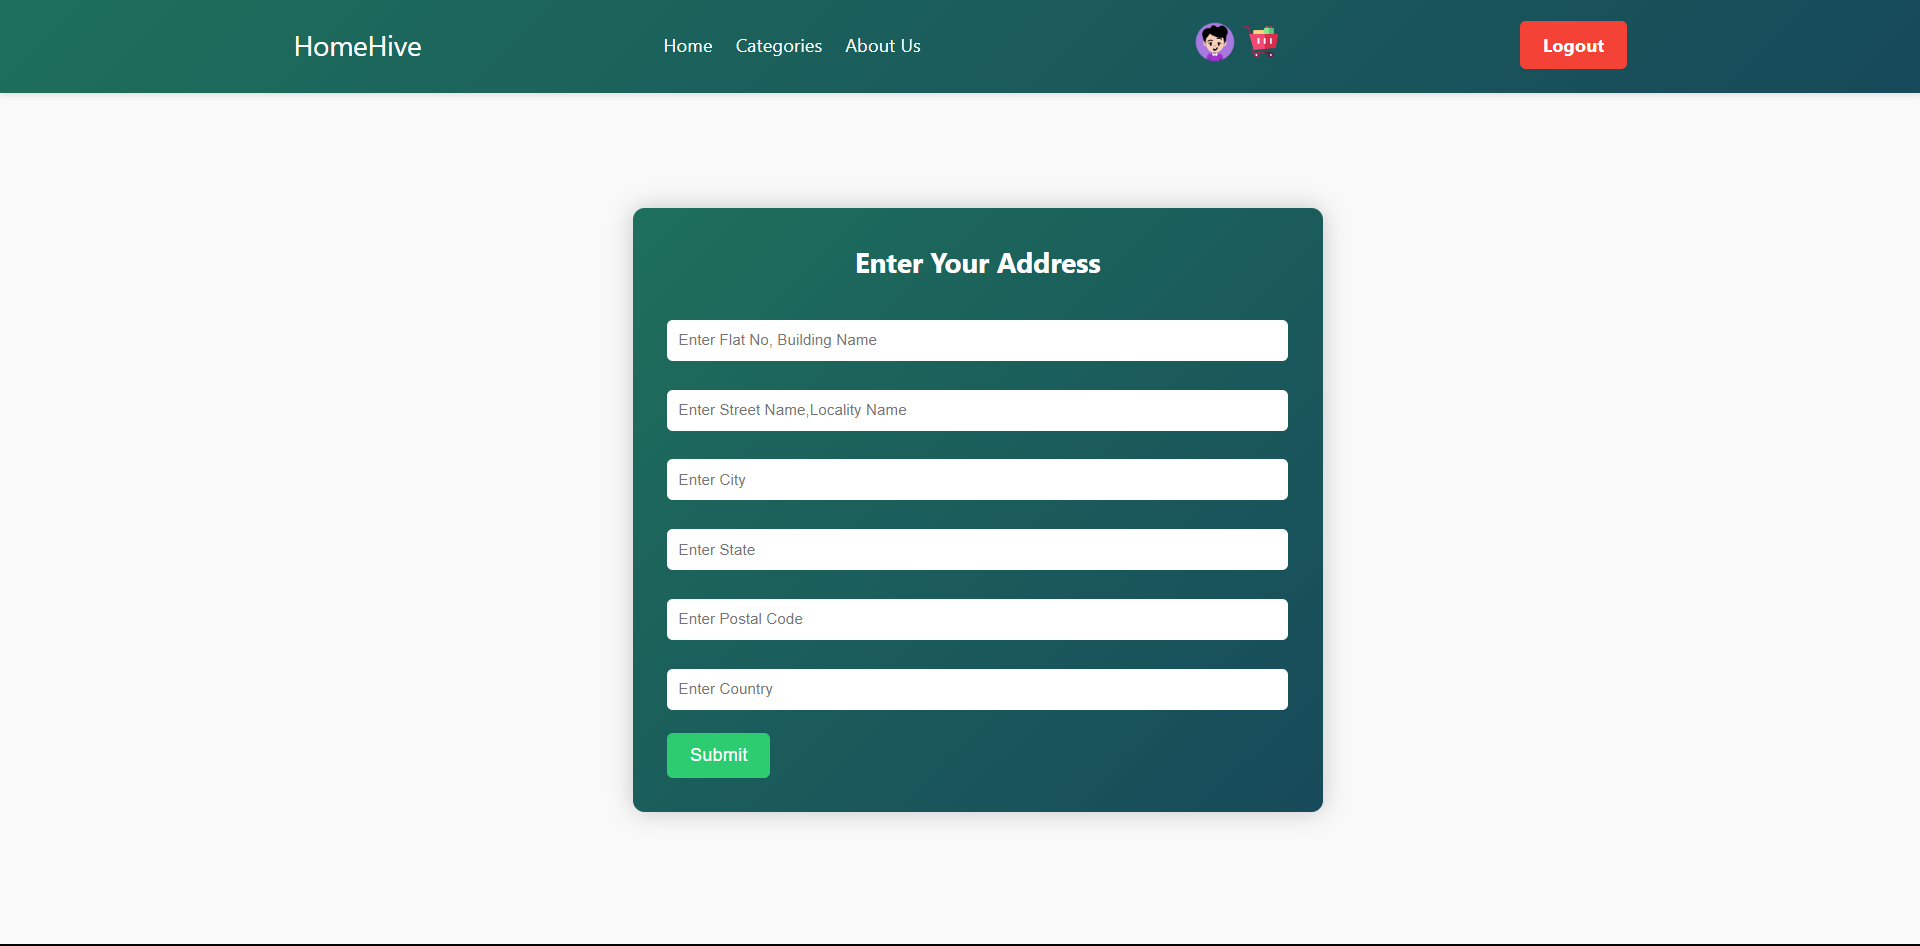 HomeHive Home Categories About Us Logout
Enter Your Address
Enter Flat No, Building Name
Enter Street Name,Locality Name
Enter City
Enter State
Enter Postal Code
Enter Country
Submit